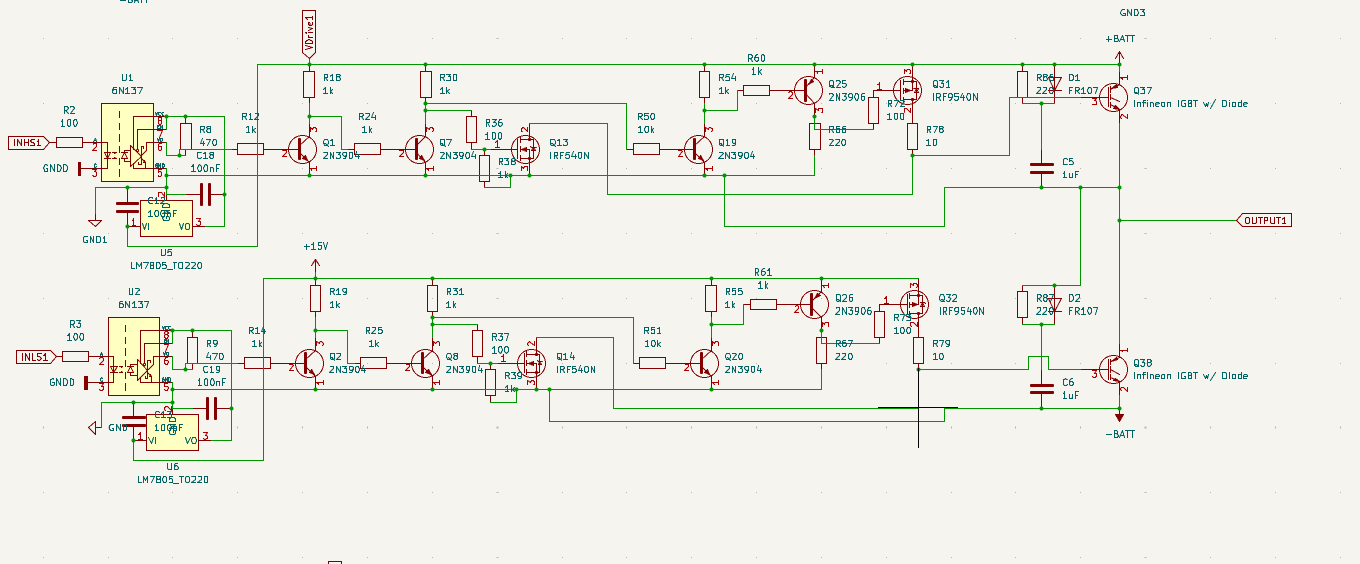 -BATT
VDrive1
GND3
+BATT
U1
6N137
R2
100
INHS1
GNDD
R8
470
C18
100nF
R12
1k
R18
1k
Q1
2N3904
R24
1k
R30
1k
Q7
2N3904
R36
100
R38
1k
Q13
IRF540N
R50
10k
R54
1k
Q19
2N3904
R60
1k
Q25
2N3906
R66
220
R72
100
Q31
IRF9540N
R78
10
D1
FR107
Q37
Infineon IGBT w/ Diode
C5
1uF
OUTPUT1
GND1
100nF
GND
VI
VO
U5
LM7805_TO220
+15V
U2
6N137
R3
100
INLS1
GNDD
R9
470
C19
100nF
R14
1k
R19
1k
Q2
2N3904
R25
1k
R31
1k
Q8
2N3904
R37
100
R39
1k
Q14
IRF540N
R51
10k
R55
1k
Q20
2N3904
R61
1k
Q26
2N3906
R67
220
R73
100
Q32
IRF9540N
R79
10
R87
220
D2
FR107
Q38
Infineon IGBT w/ Diode
C6
1uF
-BATT
100nF
GND
VI
VO
U6
LM7805_TO220